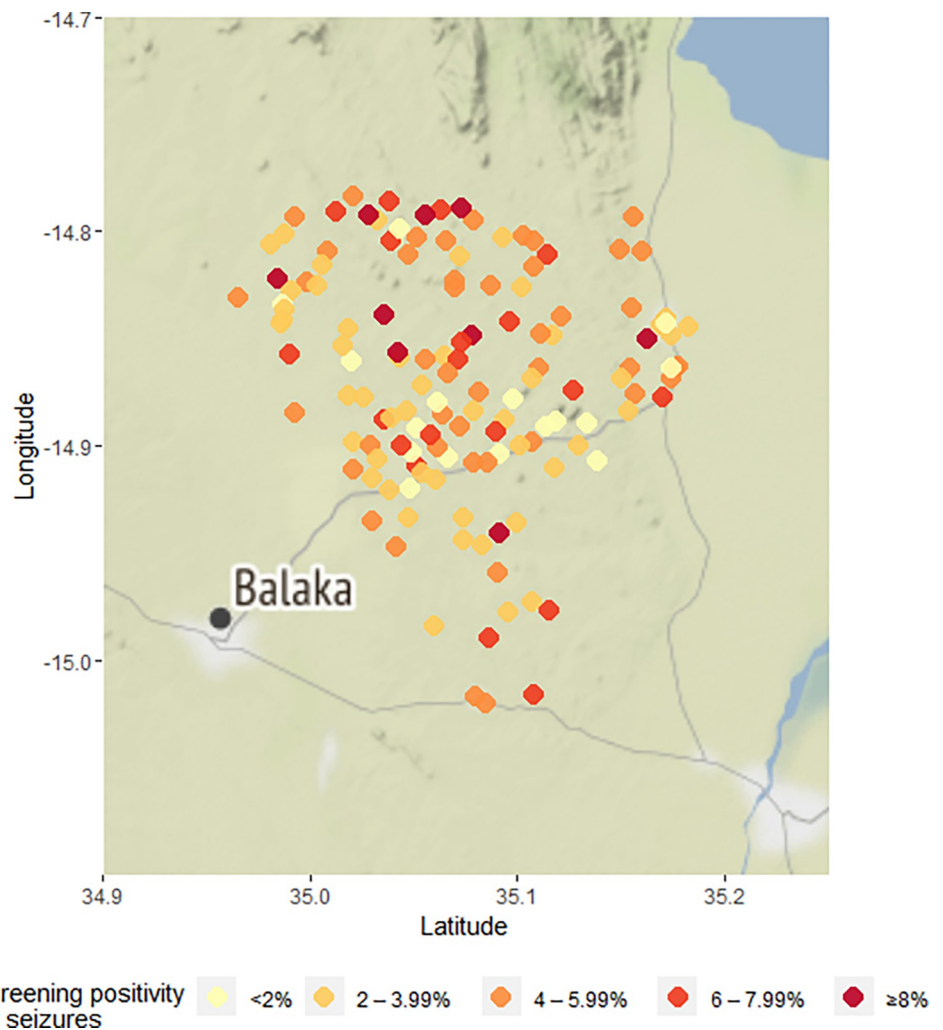 -14.7
-14.8
-14.9
-15.0
Longitude
Balaka
34.9 35.0 35.1 35.2
Latitude
reening positivity
seizures
<2% 2 – 3.99% 4 – 5.99% 6 – 7.99% ≥8%